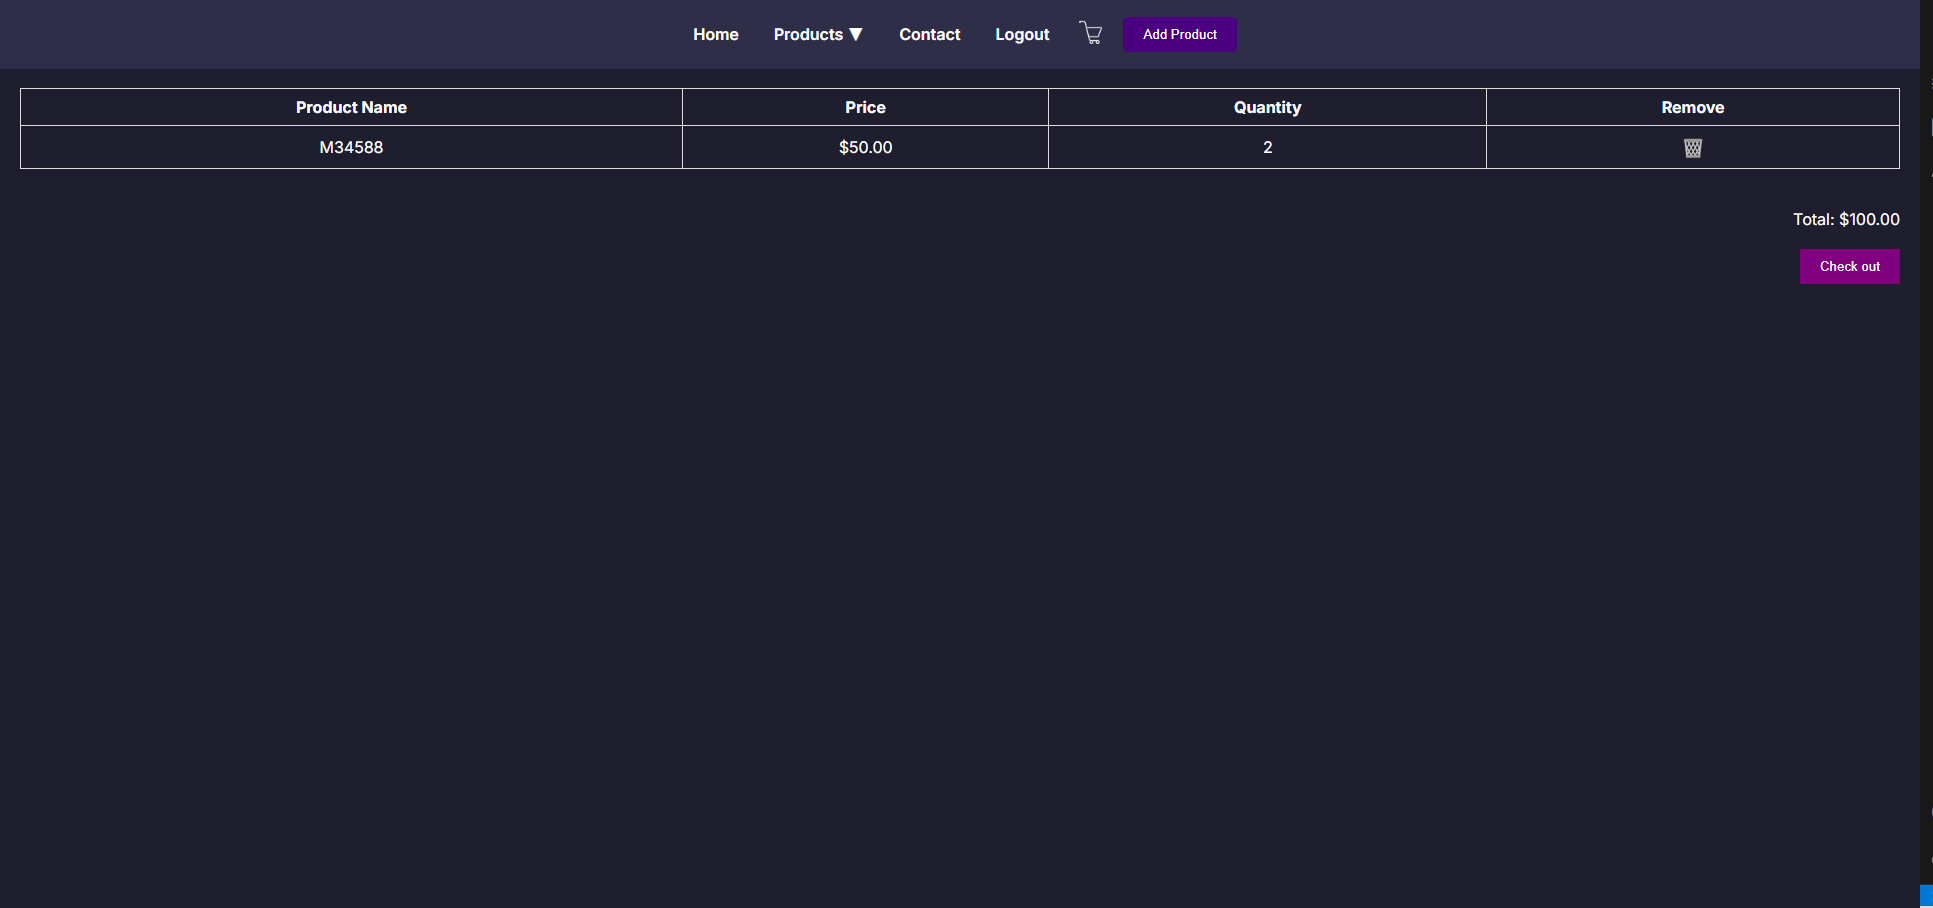 Home Products ▼ Contact Logout Add Product
Product Name Price Quantity Remove
M34588 $50.00 2
Total: $100.00
Check out